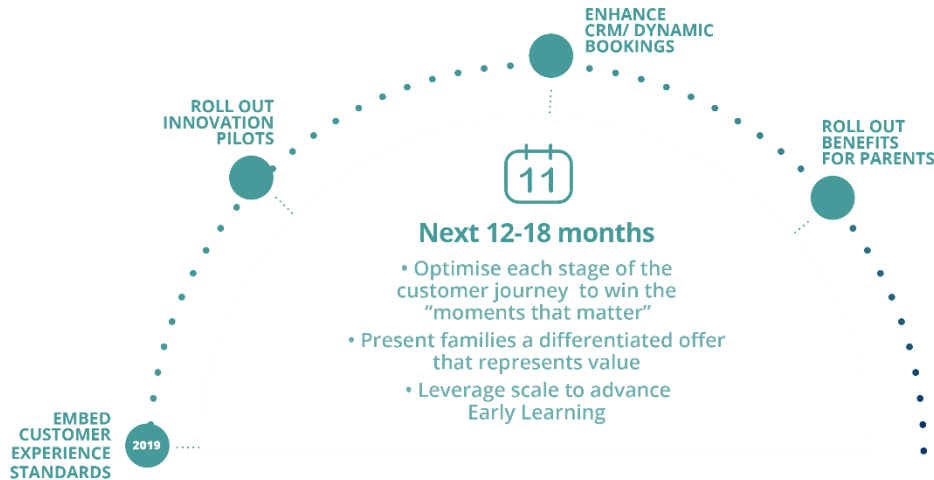 ENHANCE
CRM/ DYNAMIC
BOOKINGS
ROLL OUT
INNOVATION
PILOTS
ROLL OUT
BENEFITS
FOR PARENTS
11
Next 12-18 months
• Optimise each stage of the
customer journey to win the
“moments that matter”
• Present families a differentiated offer
that represents value
• Leverage scale to advance
Early Learning
EMBED
CUSTOMER
EXPERIENCE
STANDARDS
2019